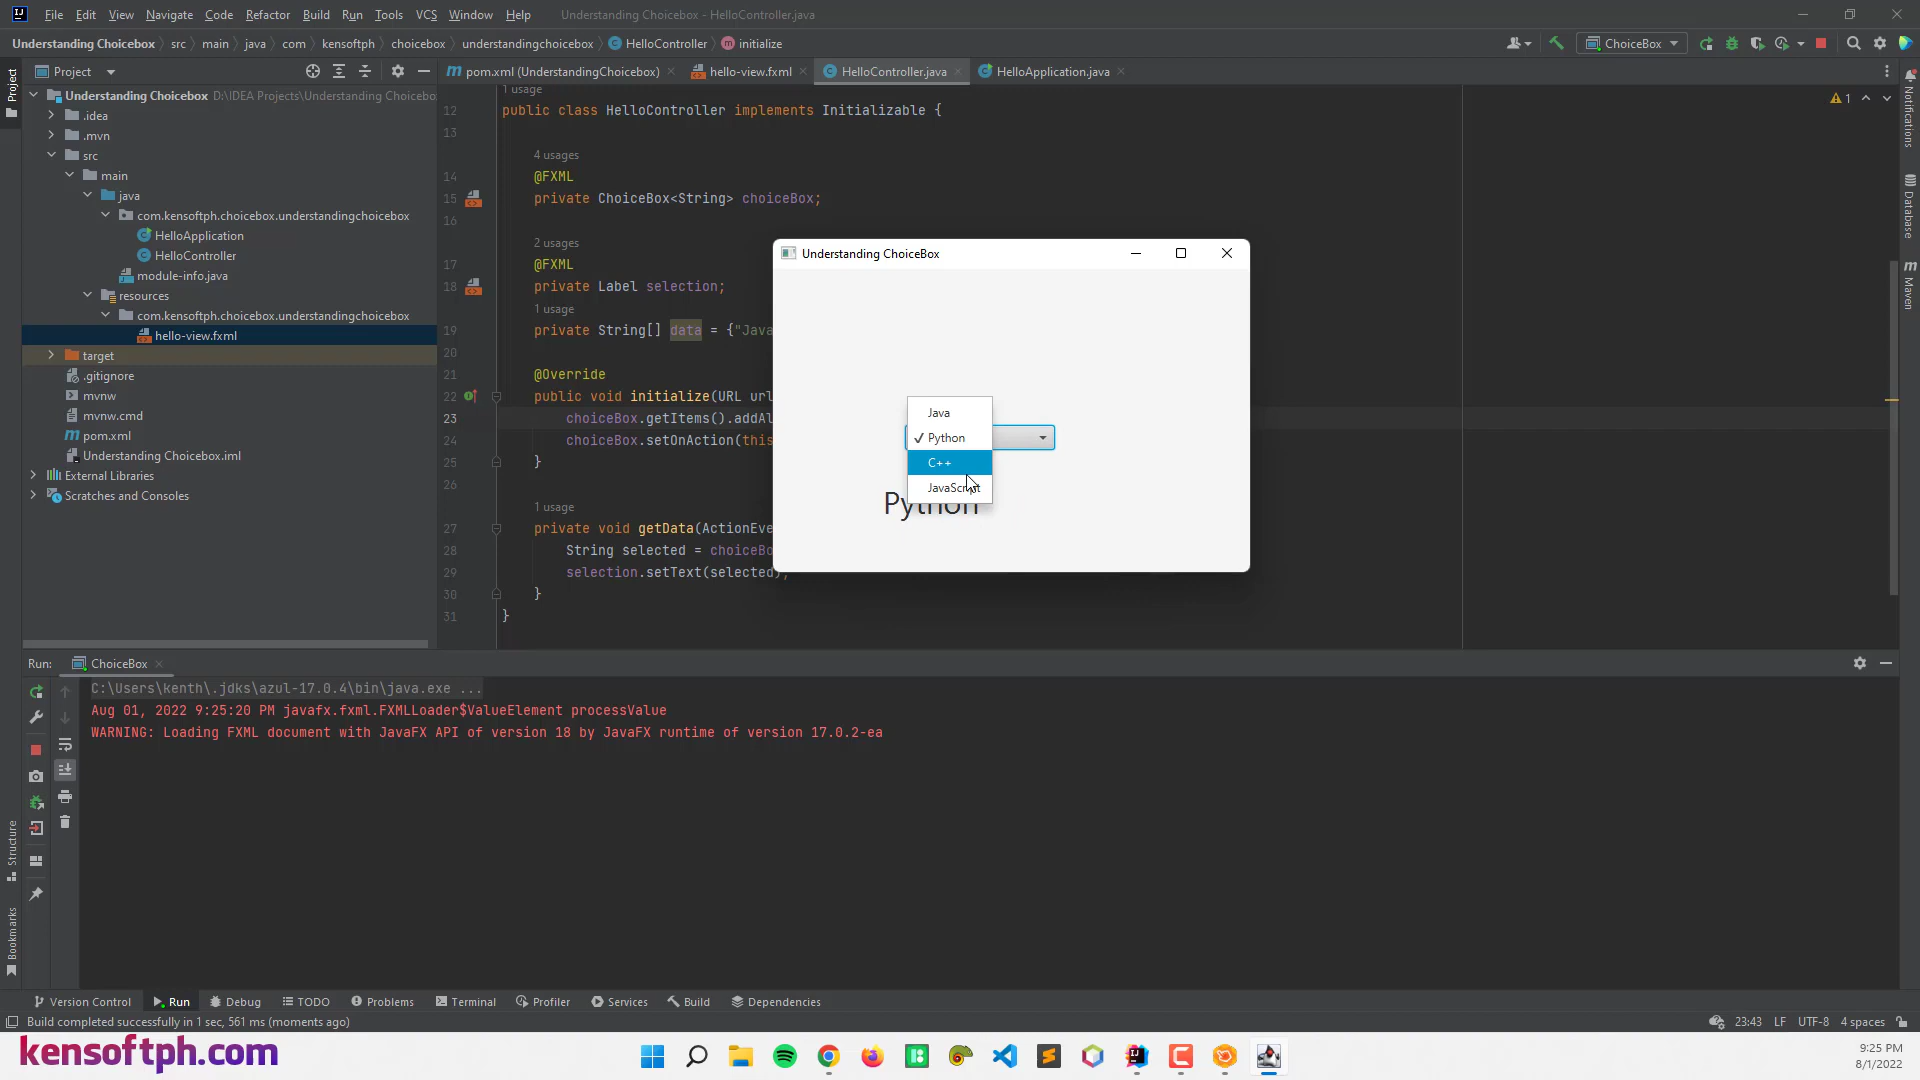 File Edit View Navigate Code Refactor Build Run Tools VCS Window Help Understanding Choicebox - HelloController.java
Understanding Choicebox src main java com kensoftph choicebox understandingchoicebox HelloController initialize ChoiceBox
Project
Project
pom.xml (UnderstandingChoicebox) hello-view.fxml HelloController.java HelloApplication.java
Understanding Choicebox D:\IDEA Projects\Understanding Choicebo
.idea
.mvn
src
main
java
com.kensoftph.choicebox.understandingchoicebox
HelloApplication
HelloController
module-info.java
resources
com.kensoftph.choicebox.understandingchoicebox
hello-view.fxml
target
.gitignore
mvnw
mvnw.cmd
pom.xml
Understanding Choicebox.iml
External Libraries
Scratches and Consoles
1 usage
12 public class HelloController implements Initializable {
13
4 usages
14 @FXML
15 private ChoiceBox<String> choiceBox;
16
2 usages
17 @FXML
18 private Label selection;
1 usage
19 private String[] data = {"Java
20
21 @Override
22 public void initialize(URL url
23 choiceBox.getItems().addAl
24 choiceBox.setOnAction(this
25 }
26
1 usage
27 private void getData(ActionEve
28 String selected = choiceBo
29 selection.setText(selected);
30 }
31 }
1
Notifications
Database
Maven
Understanding ChoiceBox
Java
Python
C++
JavaScript
Python
Run: ChoiceBox
C:\Users\kenth\.jdks\azul-17.0.4\bin\java.exe ...
Aug 01, 2022 9:25:20 PM javafx.fxml.FXMLLoader$ValueElement processValue
WARNING: Loading FXML document with JavaFX API of version 18 by JavaFX runtime of version 17.0.2-ea
Structure
Bookmarks
Version Control Run Debug TODO Problems Terminal Profiler Services Build Dependencies
Build completed successfully in 1 sec, 561 ms (moments ago) 23:43 LF UTF-8 4 spaces
kensoftph.com
9:25 PM
8/1/2022